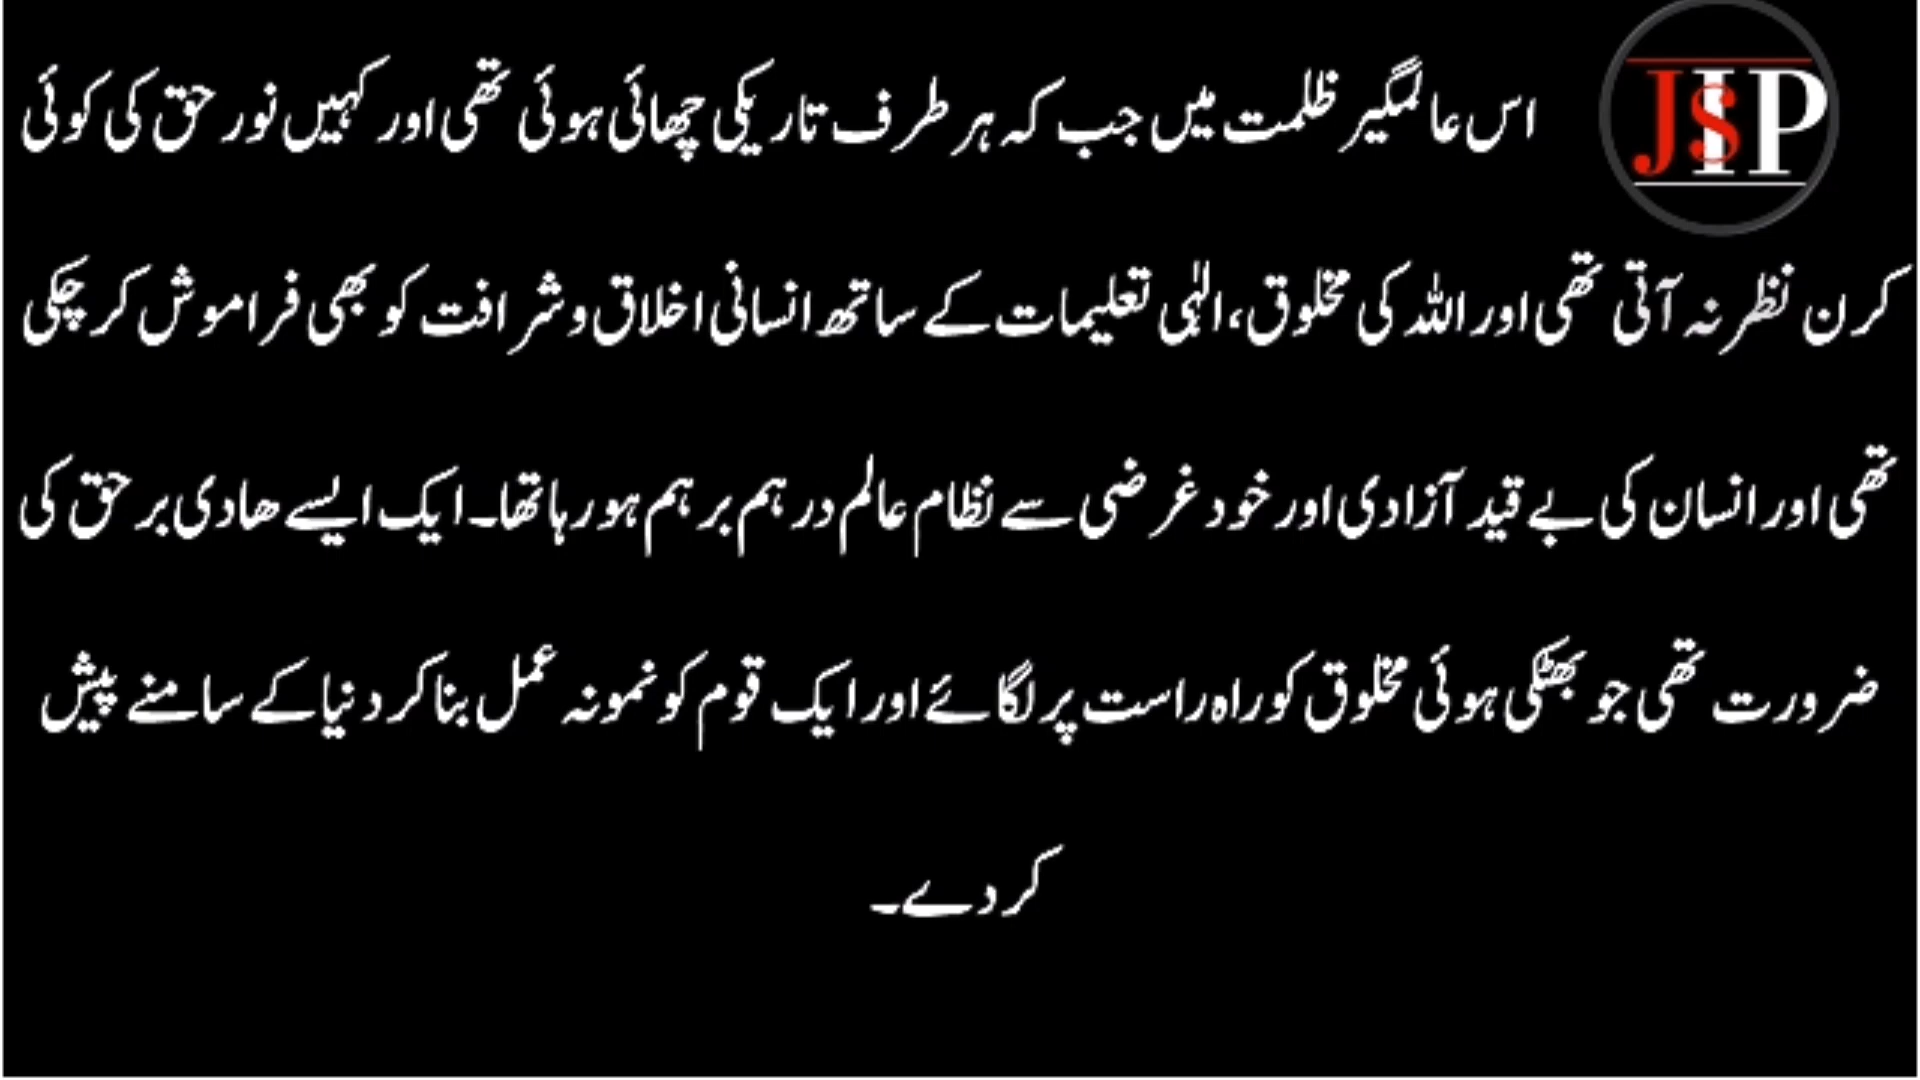 JSIP
اس عالمگیر ظلمت میں جب کہ ہر طرف تاریکی چھائی ہوئی تھی اور کہیں نور حق کی کوئی
کرن نظر نہ آتی تھی اور اللہ کی مخلوق، الہٰی تعلیمات کے ساتھ انسانی اخلاق و شرافت کو بھی فراموش کر چکی
تھی اور انسان کی بے قید آزادی اور خود غرضی سے نظام عالم درہم برہم ہو رہا تھا۔ ایک ایسے ھادی برحق کی
ضرورت تھی جو بھٹکی ہوئی مخلوق کو راہ راست پر لگائے اور ایک قوم کو نمونہ عمل بنا کر دنیا کے سامنے پیش
کر دے۔